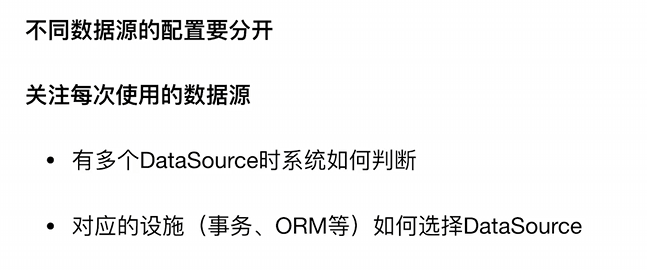 不同数据源的配置要分开
关注每次使用的数据源
• 有多个DataSource时系统如何判断
• 对应的设施（事务、ORM等）如何选择DataSource